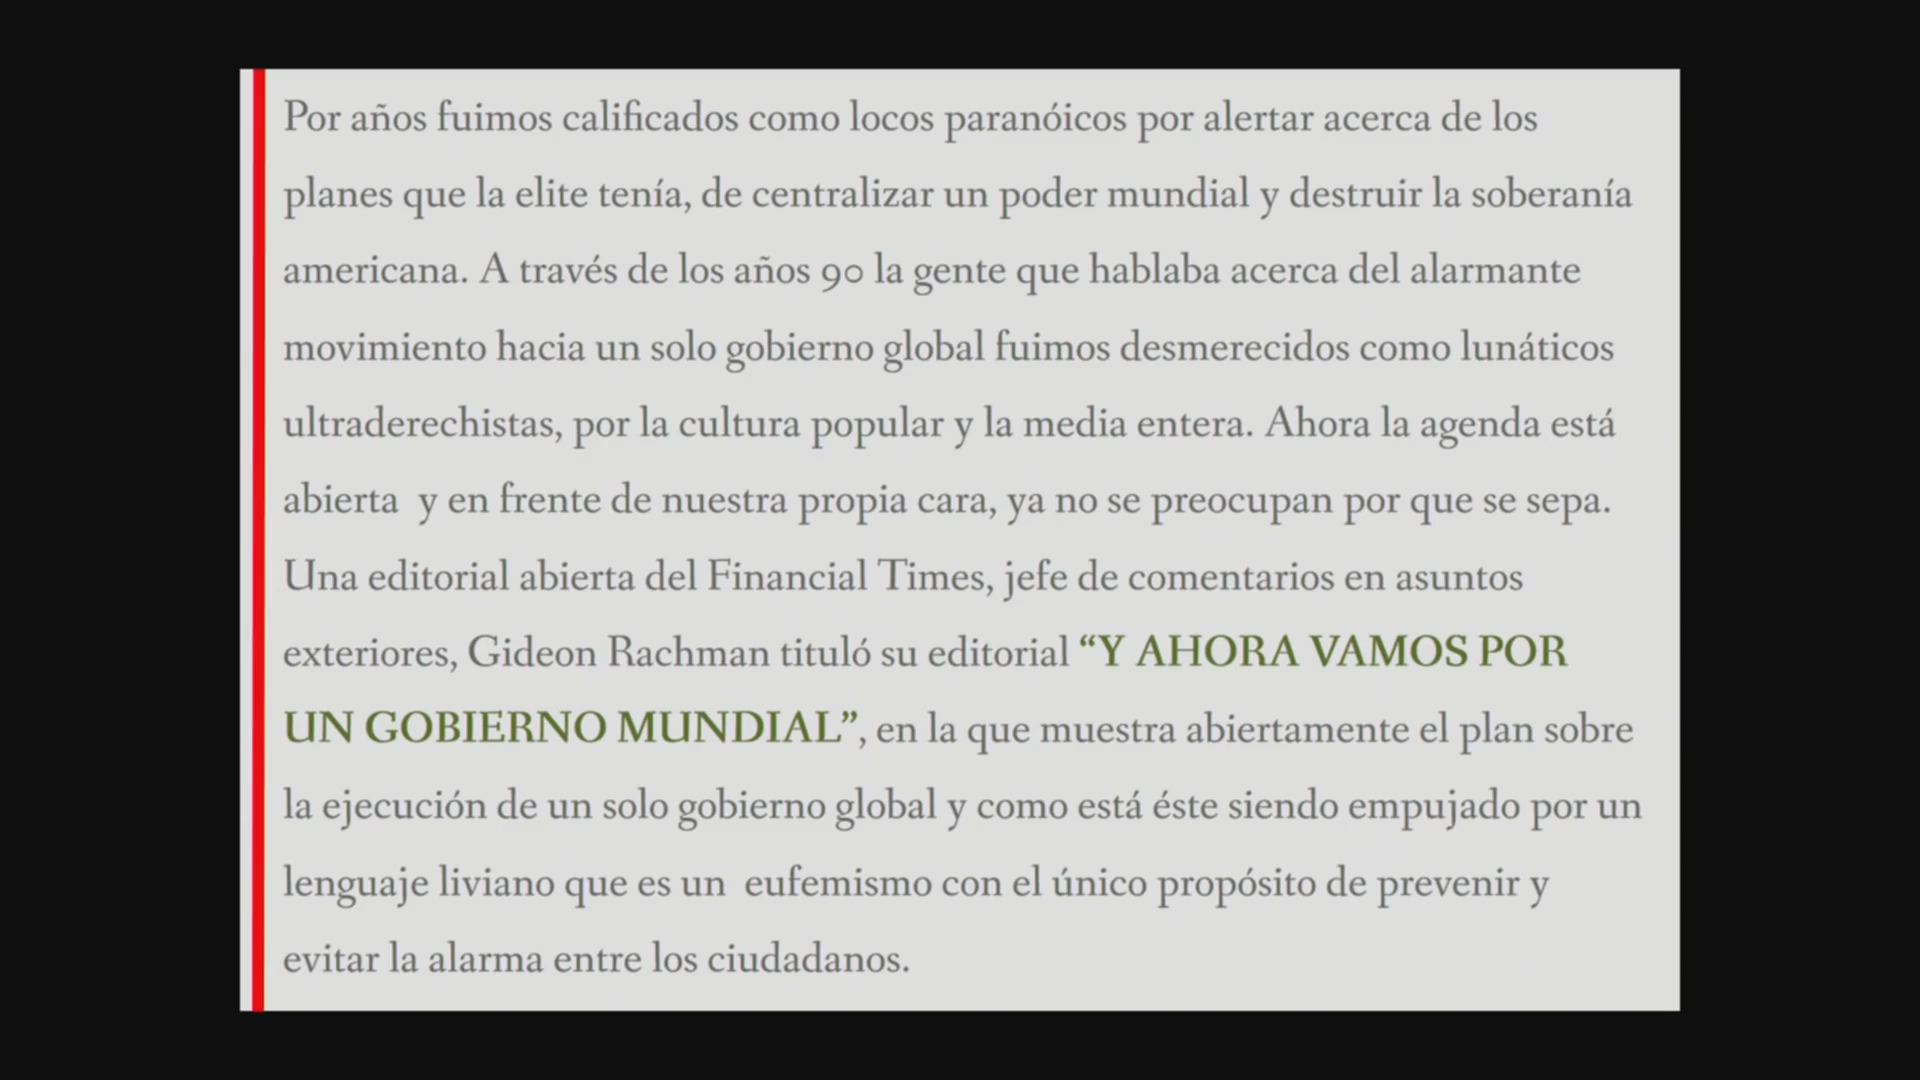 Por años fuimos calificados como locos paranóicos por alertar acerca de los
planes que la elite tenía, de centralizar un poder mundial y destruir la soberanía
americana. A través de los años 90 la gente que hablaba acerca del alarmante
movimiento hacia un solo gobierno global fuimos desmerecidos como lunáticos
ultraderechistas, por la cultura popular y la media entera. Ahora la agenda está
abierta  y en frente de nuestra propia cara, ya no se preocupan por que se sepa.
Una editorial abierta del Financial Times, jefe de comentarios en asuntos
exteriores, Gideon Rachman tituló su editorial “Y AHORA VAMOS POR
UN GOBIERNO MUNDIAL”, en la que muestra abiertamente el plan sobre
la ejecución de un solo gobierno global y como está éste siendo empujado por un
lenguaje liviano que es un  eufemismo con el único propósito de prevenir y
evitar la alarma entre los ciudadanos.